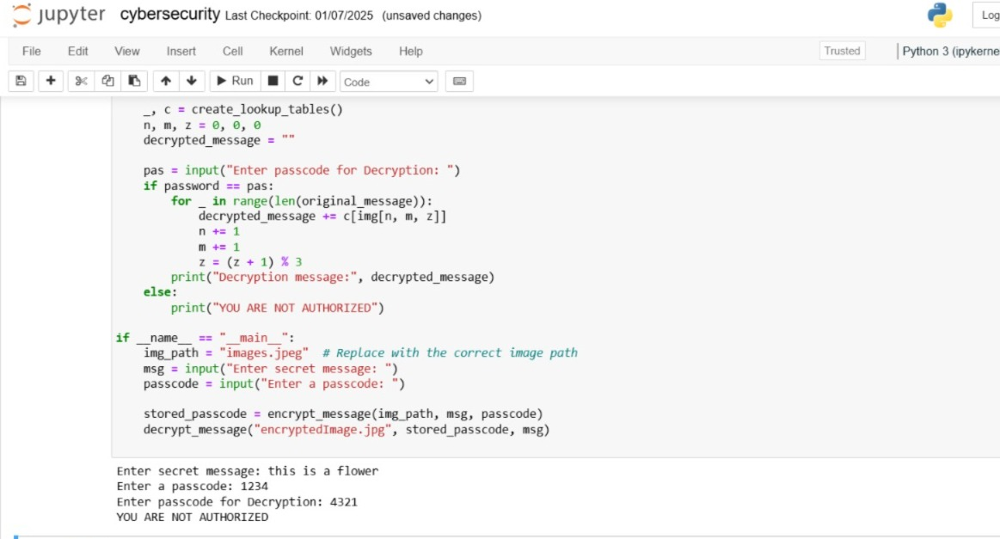 jupyter cybersecurity Last Checkpoint: 01/07/2025 (unsaved changes)
Log
File Edit View Insert Cell Kernel Widgets Help
Trusted
Python 3 (ipykerne
Run
Code
    _, c = create_lookup_tables()
    n, m, z = 0, 0, 0
    decrypted_message = ""

    pas = input("Enter passcode for Decryption: ")
    if password == pas:
        for _ in range(len(original_message)):
            decrypted_message += c[img[n, m, z]]
            n += 1
            m += 1
            z = (z + 1) % 3
        print("Decryption message:", decrypted_message)
    else:
        print("YOU ARE NOT AUTHORIZED")

if __name__ == "__main__":
    img_path = "images.jpeg"  # Replace with the correct image path
    msg = input("Enter secret message: ")
    passcode = input("Enter a passcode: ")

    stored_passcode = encrypt_message(img_path, msg, passcode)
    decrypt_message("encryptedImage.jpg", stored_passcode, msg)

Enter secret message: this is a flower
Enter a passcode: 1234
Enter passcode for Decryption: 4321
YOU ARE NOT AUTHORIZED